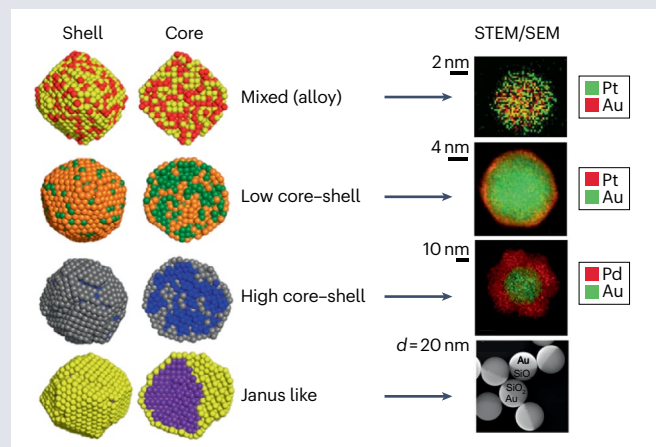 Shell Core STEM/SEM
2 nm
Mixed (alloy)
Pt
Au
4 nm
Low core–shell
Pt
Au
10 nm
High core–shell
Pd
Au
d = 20 nm
Janus like
Au
SiO
SiO₂
Au